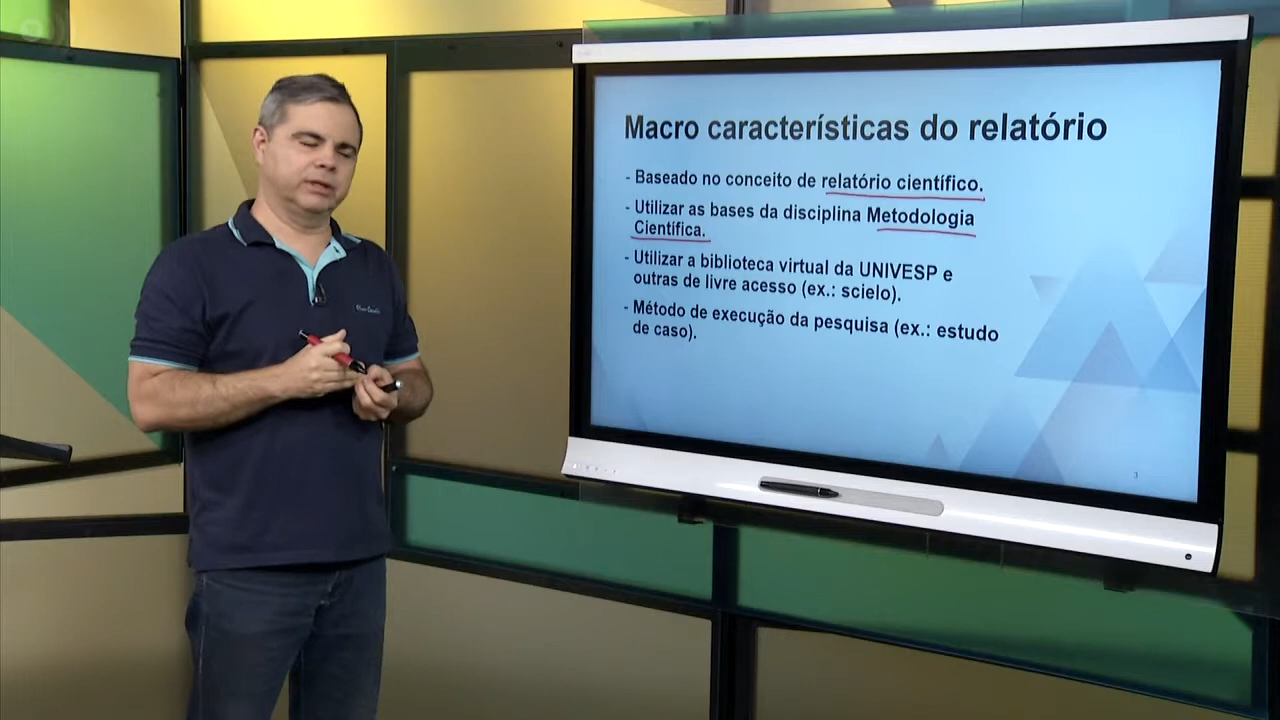 Macro características do relatório
- Baseado no conceito de relatório científico.
- Utilizar as bases da disciplina Metodologia
Científica.
- Utilizar a biblioteca virtual da UNIVESP e
outras de livre acesso (ex.: scielo).
- Método de execução da pesquisa (ex.: estudo
de caso).
3